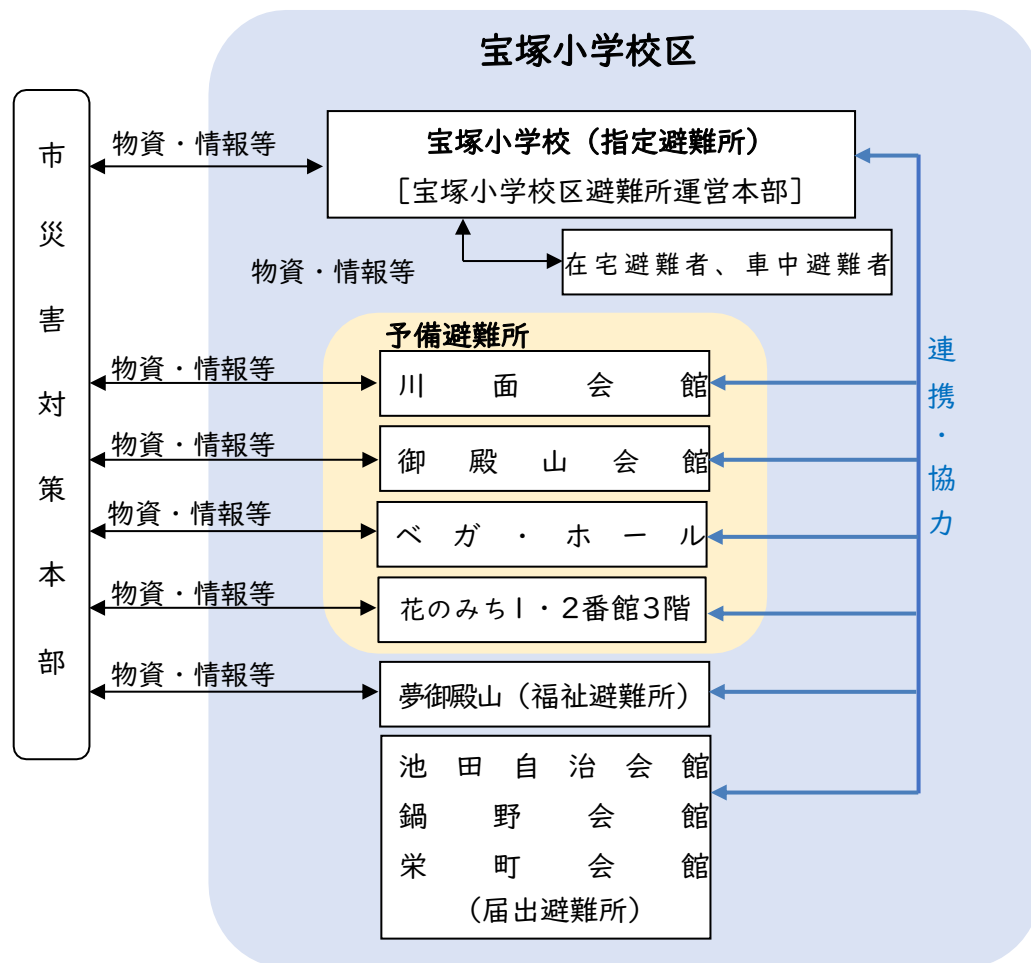 宝塚小学校区
市災害対策本部
物資・情報等
宝塚小学校（指定避難所）
［宝塚小学校区避難所運営本部］
在宅避難者、車中避難者
物資・情報等
予備避難所
物資・情報等
川面会館
物資・情報等
御殿山会館
物資・情報等
ベガ・ホール
物資・情報等
花のみち1・2番館3階
物資・情報等
夢御殿山（福祉避難所）
池田自治会館
鍋野会館
栄町会館
（届出避難所）
連携・協力